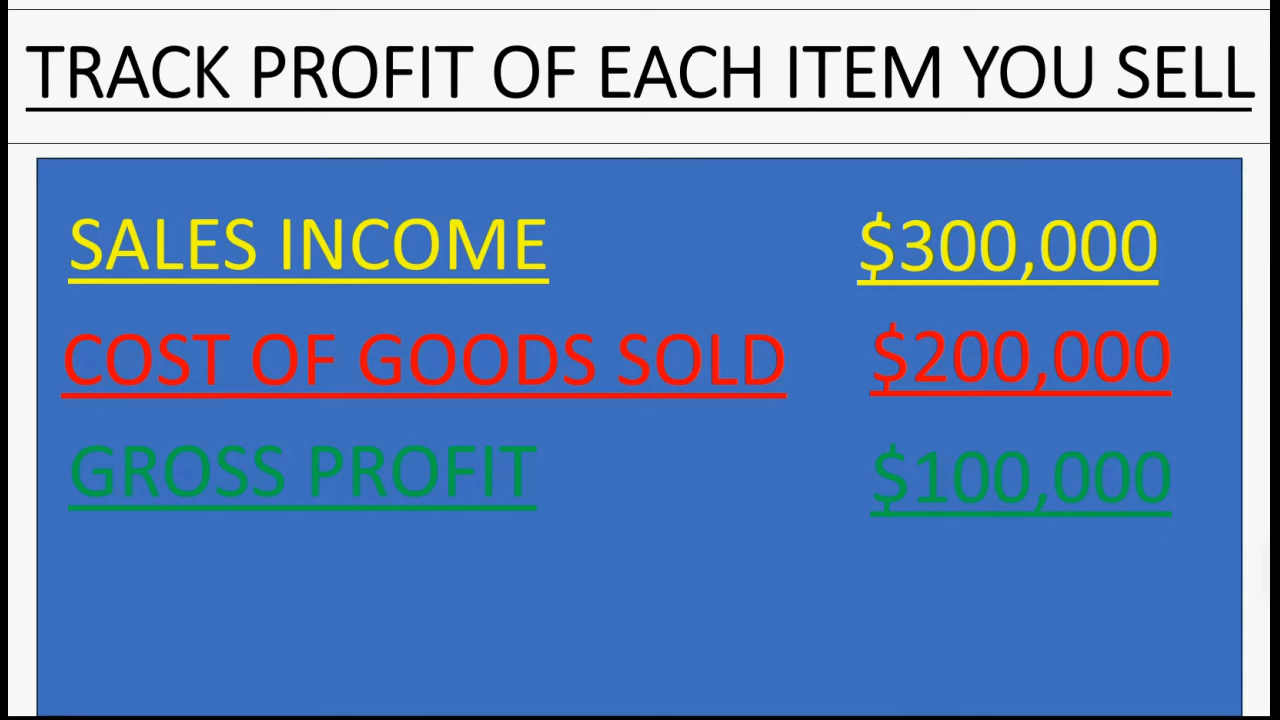 TRACK PROFIT OF EACH ITEM YOU SELL
SALES INCOME $300,000
COST OF GOODS SOLD $200,000
GROSS PROFIT $100,000